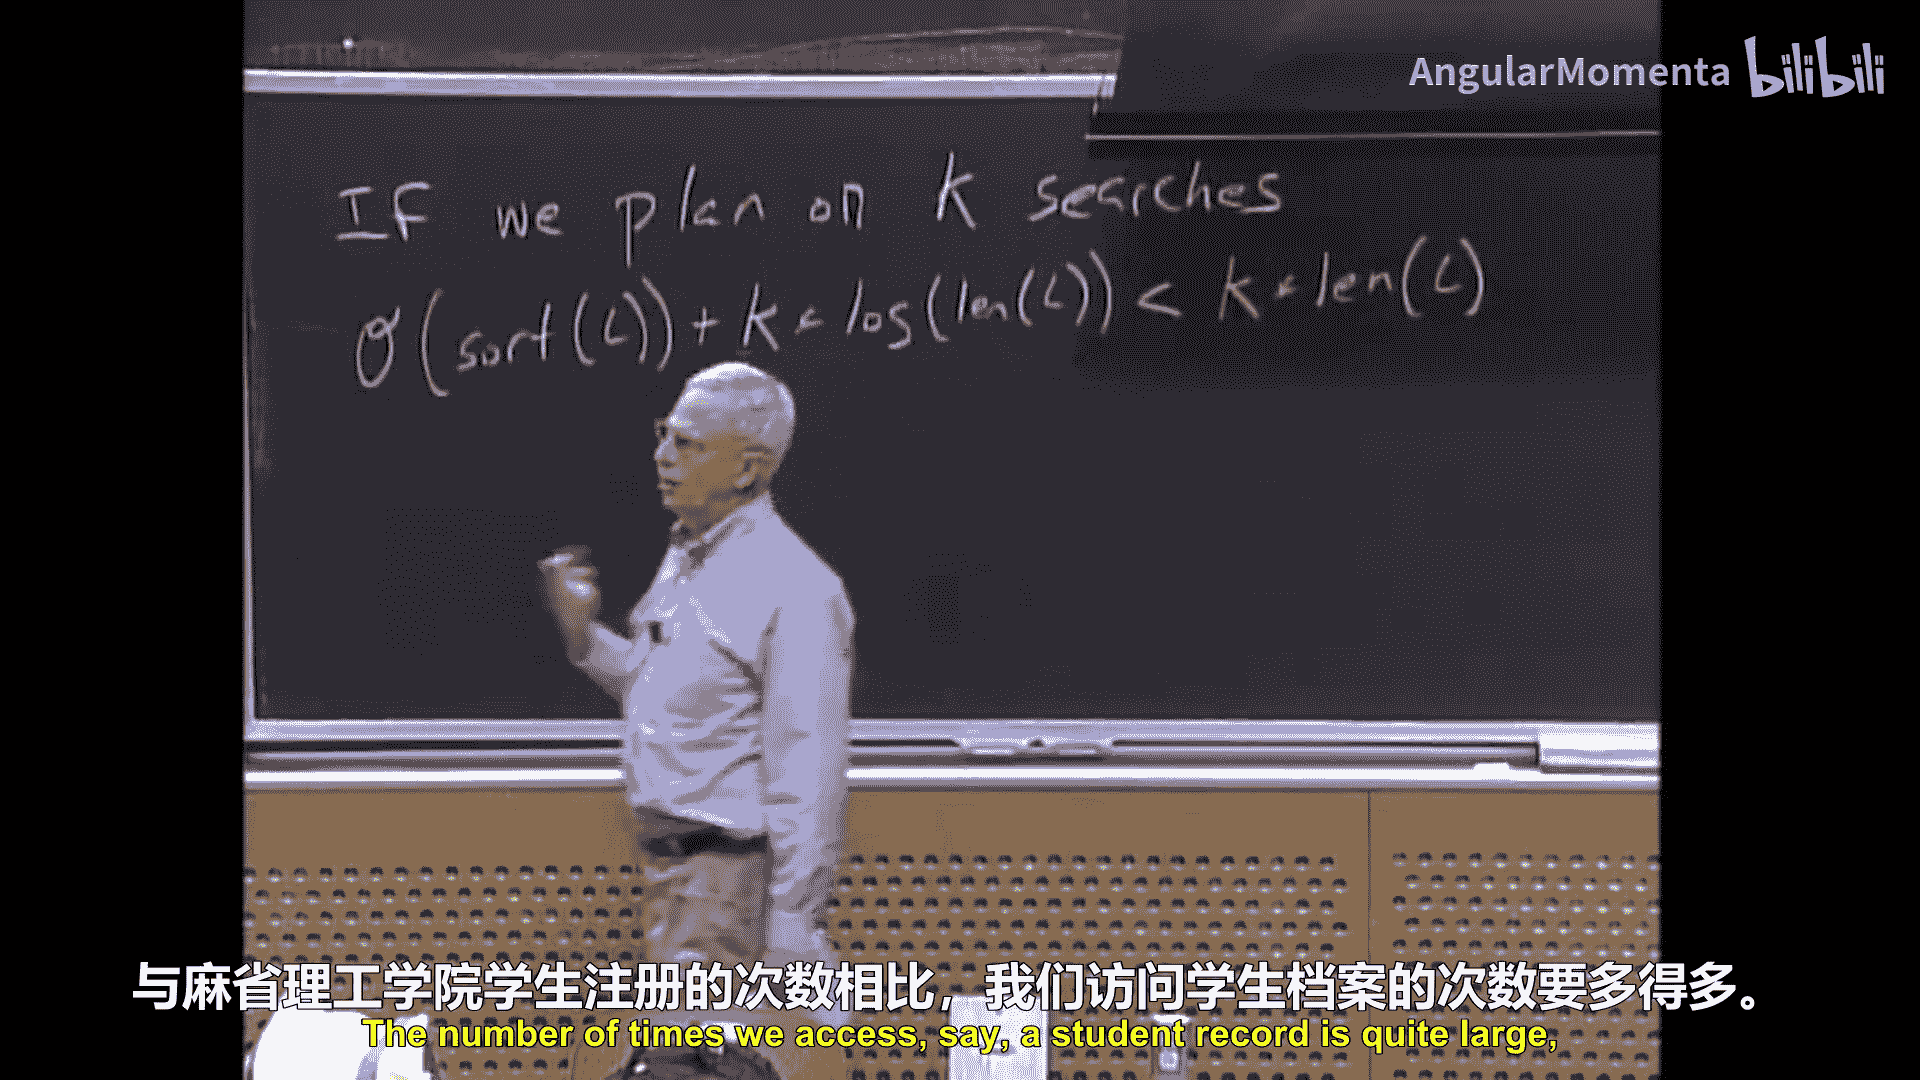 AngularMomenta bilibili
If we plan on k searches
O(sort(L)) + k * log(len(L)) < k * len(L)
与麻省理工学院学生注册的次数相比，我们访问学生档案的次数要多得多。
The number of times we access, say, a student record is quite large,